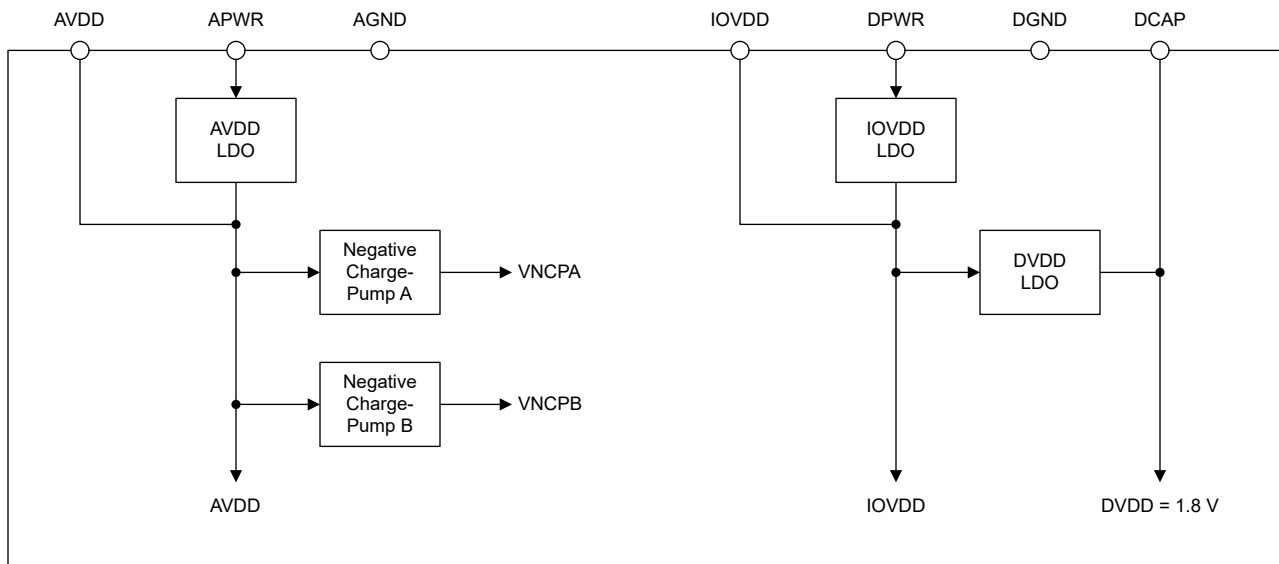 AVDD APWR AGND IOVDD DPWR DGND DCAP
AVDD
LDO
IOVDD
LDO
Negative
Charge-
Pump A
VNCPA
DVDD
LDO
Negative
Charge-
Pump B
VNCPB
AVDD IOVDD DVDD = 1.8 V